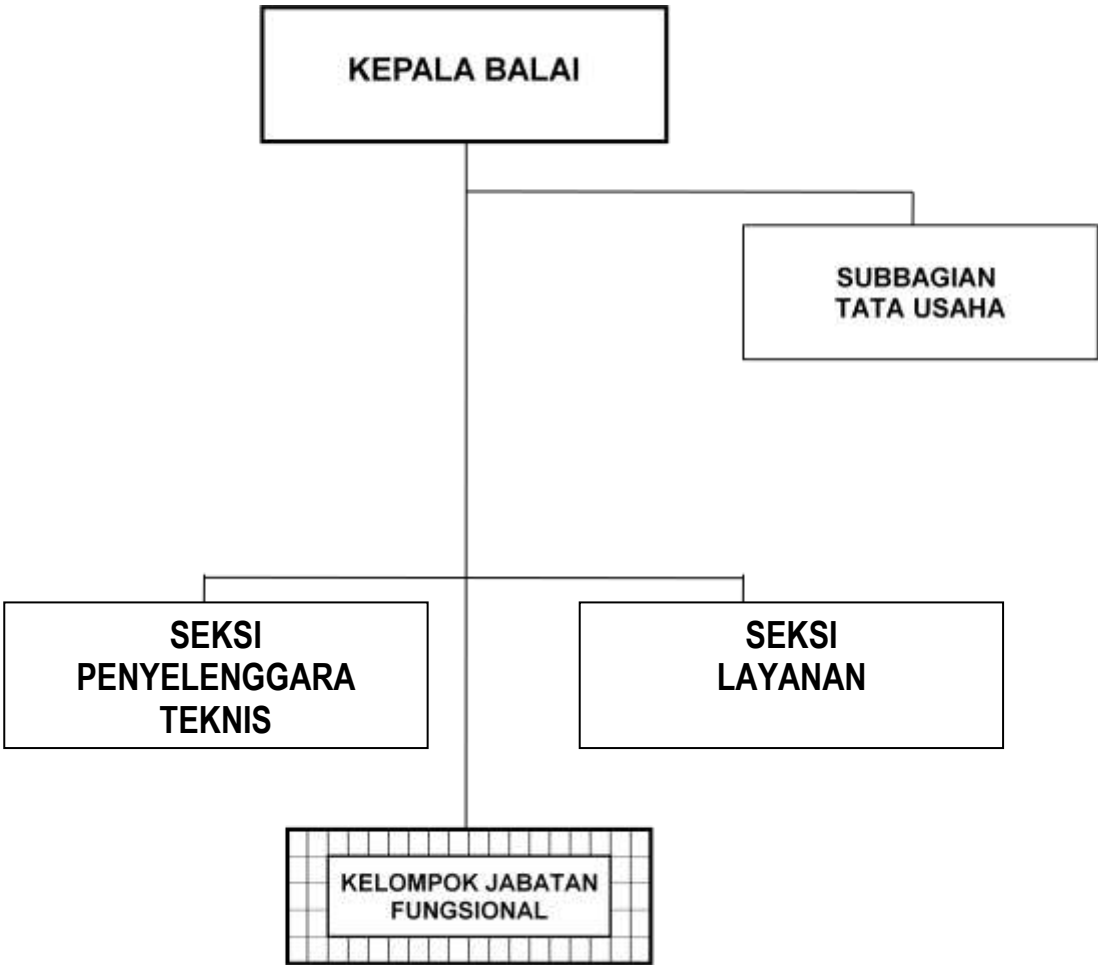 KEPALA BALAI
SUBBAGIAN
TATA USAHA
SEKSI
PENYELENGGARA
TEKNIS
SEKSI
LAYANAN
KELOMPOK JABATAN
FUNGSIONAL